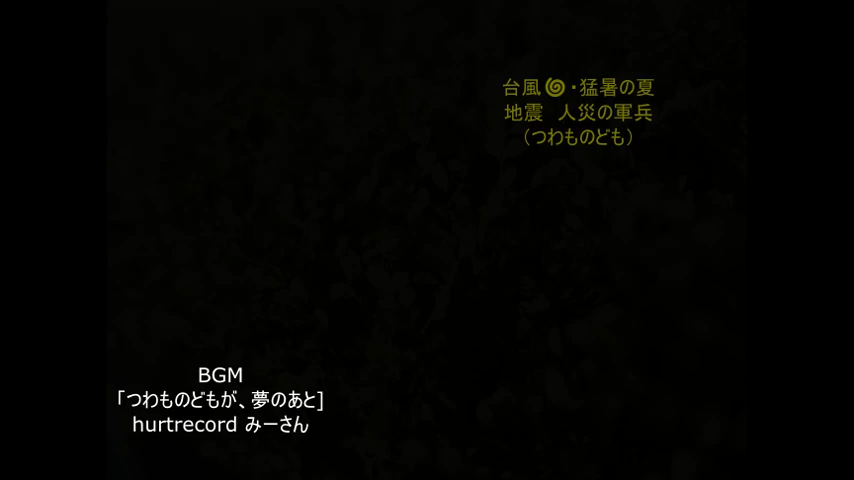 台風🌀・猛暑の夏
地震　人災の軍兵
（つわものども）
BGM
「つわものどもが、夢のあと]
hurtrecord みーさん